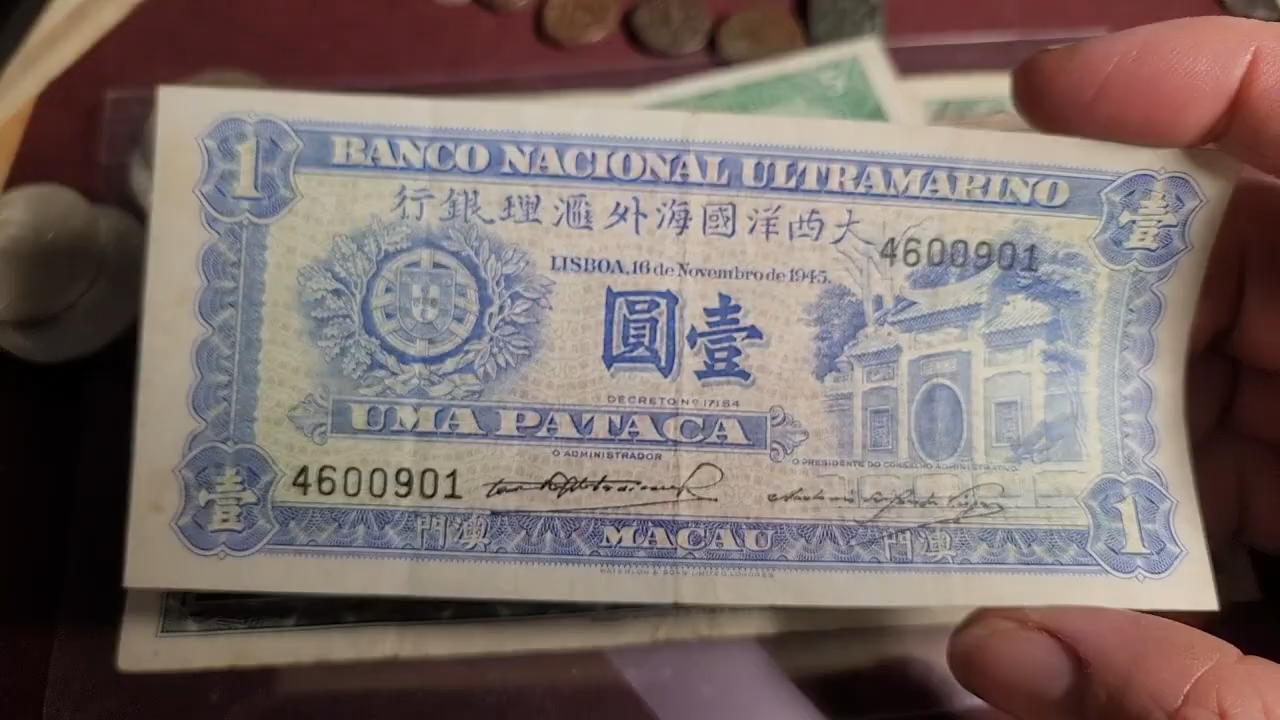 1
BANCO NACIONAL ULTRAMARINO
壹
行銀理滙外海國洋西大
4600901
LISBOA, 16 de Novembro de 1945.
圓壹
DECRETO Nº 17154
UMA PATACA
O ADMINISTRADOR
O PRESIDENTE DO CONSELHO ADMINISTRATIVO
壹
4600901
門澳
MACAU
門澳
1